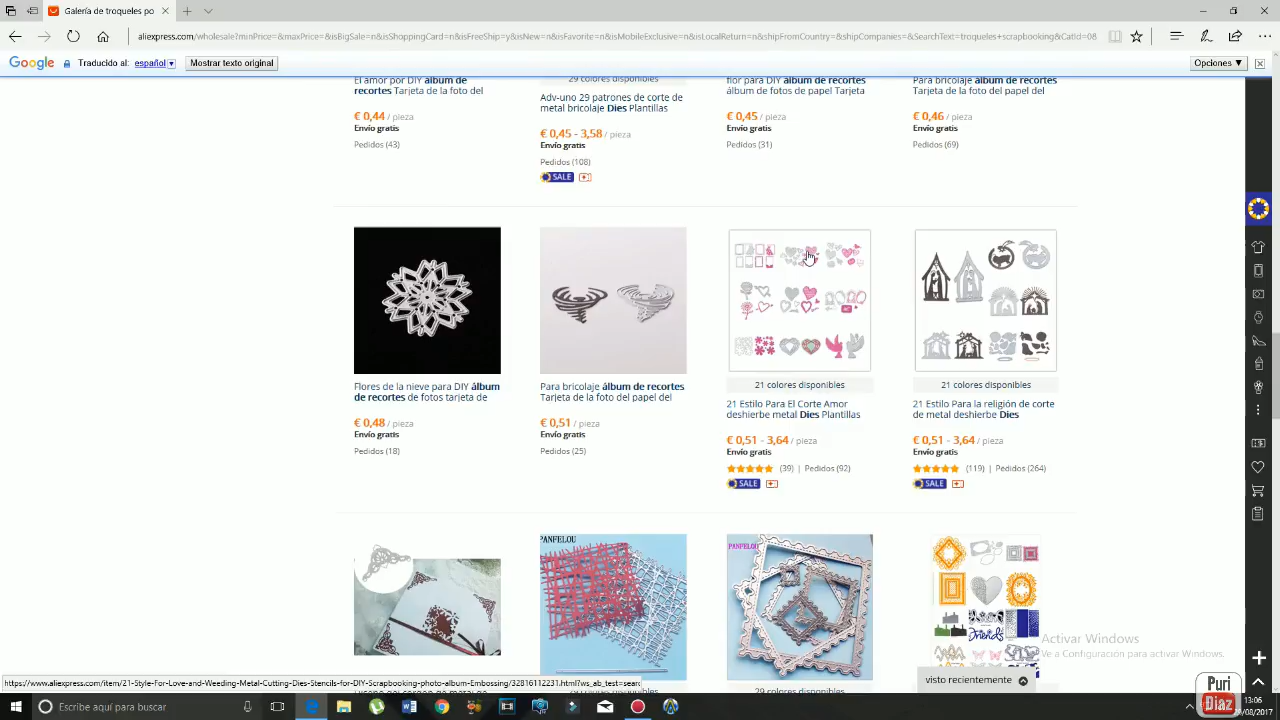 Galería de troqueles po
aliexpress.com/wholesale?minPrice=&maxPrice=&isBigSale=n&isShoppingCard=n&isFreeShip=y&isNew=n&isFavorite=n&isMobileExclusive=n&isLocalReturn=n&shipFromCountry=&shipCompanies=&SearchText=troqueles+scrapbooking&CatId=08
Google Traducido al: español Mostrar texto original Opciones ▼
El amor por DIY álbum de
recortes Tarjeta de la foto del
€ 0,44 / pieza
Envío gratis
Pedidos (43)
29 colores disponibles
Adv-uno 29 patrones de corte de
metal bricolaje Dies Plantillas
€ 0,45 - 3,58 / pieza
Envío gratis
Pedidos (108)
SALE
flor para DIY álbum de recortes
álbum de fotos de papel Tarjeta
€ 0,45 / pieza
Envío gratis
Pedidos (31)
Para bricolaje álbum de recortes
Tarjeta de la foto del papel del
€ 0,46 / pieza
Envío gratis
Pedidos (69)
Flores de la nieve para DIY álbum
de recortes de fotos tarjeta de
€ 0,48 / pieza
Envío gratis
Pedidos (18)
Para bricolaje álbum de recortes
Tarjeta de la foto del papel del
€ 0,51 / pieza
Envío gratis
Pedidos (25)
21 colores disponibles
21 Estilo Para El Corte Amor
deshierbe metal Dies Plantillas
€ 0,51 - 3,64 / pieza
Envío gratis
(39) | Pedidos (92)
SALE
21 colores disponibles
21 Estilo Para la religión de corte
de metal deshierbe Dies
€ 0,51 - 3,64 / pieza
Envío gratis
(119) | Pedidos (264)
SALE
PANFELOU
PANFELOU
29 colores disponibles
29 colores disponibles
Friends
Activar Windows
Ve a Configuración para activar Windows.
visto recientemente
https://www.aliexpress.com/item/21-Style-For-Love-and-Weeding-Metal-Cutting-Dies-Stencils-for-DIY-Scrapbooking-photo-album-Embossing/32816112231.html?ws_ab_test=searc
Escribe aquí para buscar
13:06
/08/2017
Puri
Diaz